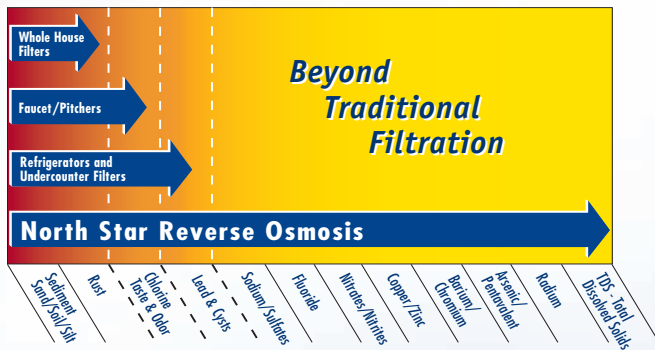 Whole House
Filters
Faucet/Pitchers
Refrigerators and
Undercounter Filters
North Star Reverse Osmosis
Beyond
Traditional
Filtration
Sediment
Sand/Soil/Silt
Rust
Chlorine
Taste & Odor
Lead & Cysts
Sodium/Sulfates
Fluoride
Nitrates/Nitrites
Copper/Zinc
Barium/
Chromium
Arsenic/
Pentavalent
Radium
TDS - Total
Dissolved Solids